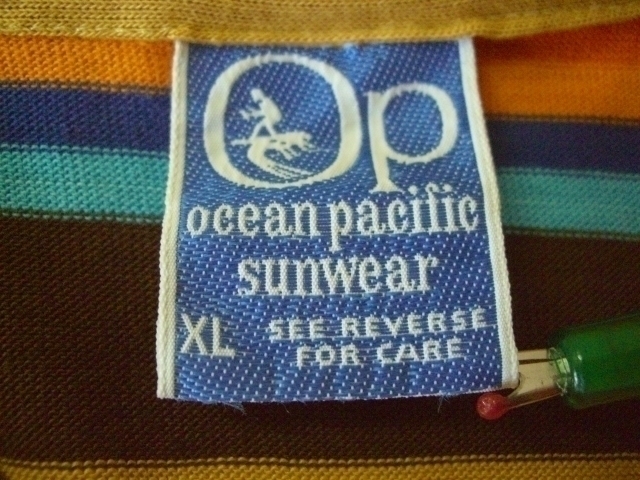 Op
ocean pacific
sunwear
XL SEE REVERSE
FOR CARE